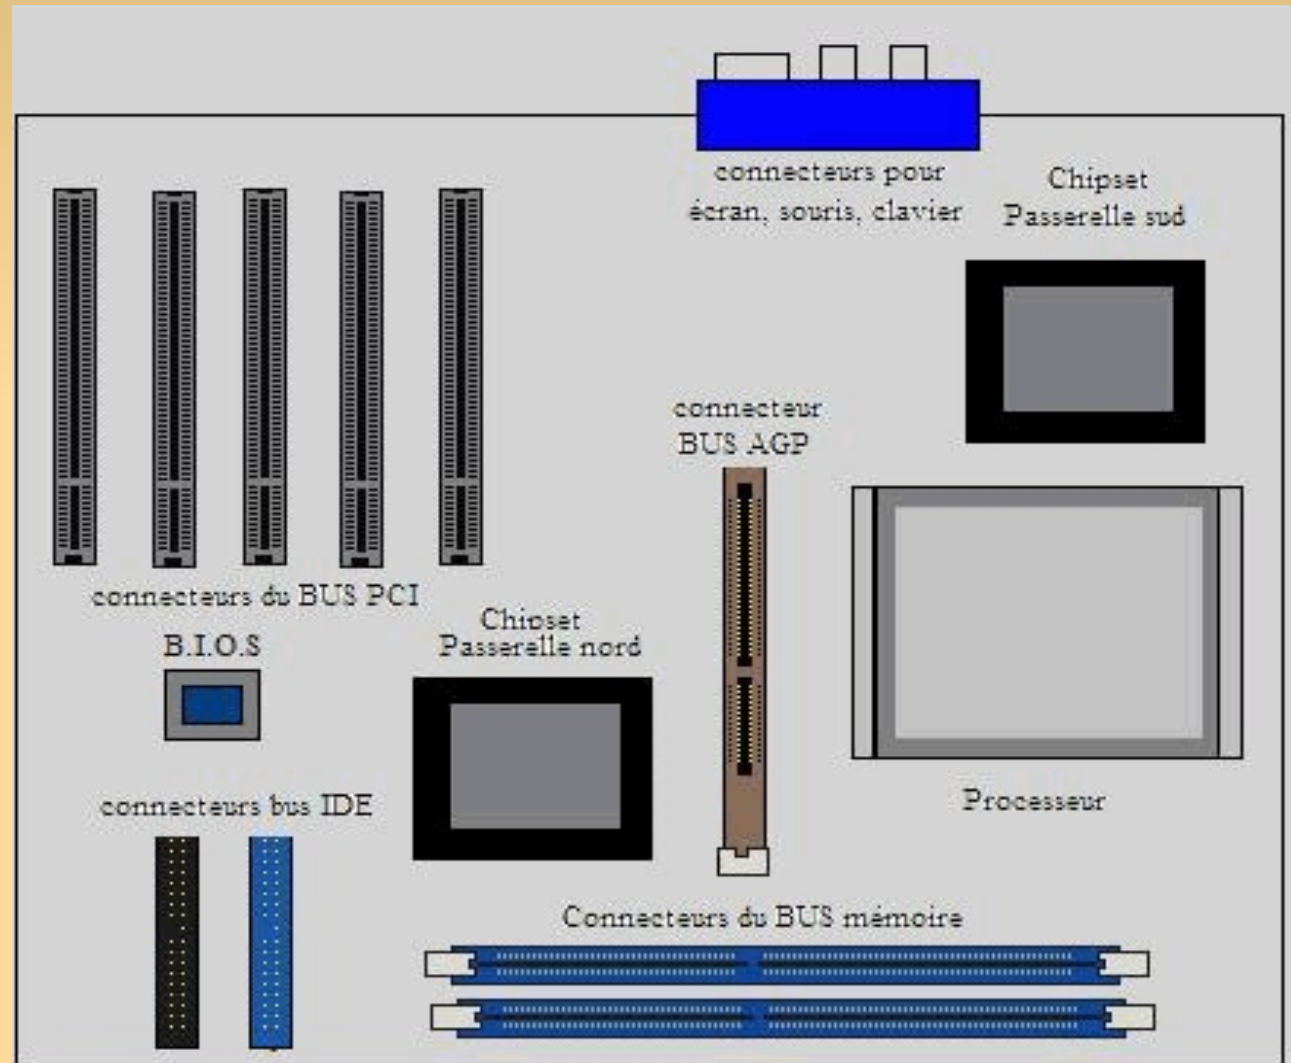 connecteurs pour
écran, souris, clavier
Chipset
Passerelle sud
connecteur
BUS AGP
connecteurs du BUS PCI
Chipset
Passerelle nord
B.I.O.S
connecteurs bus IDE
Processeur
Connecteurs du BUS mémoire